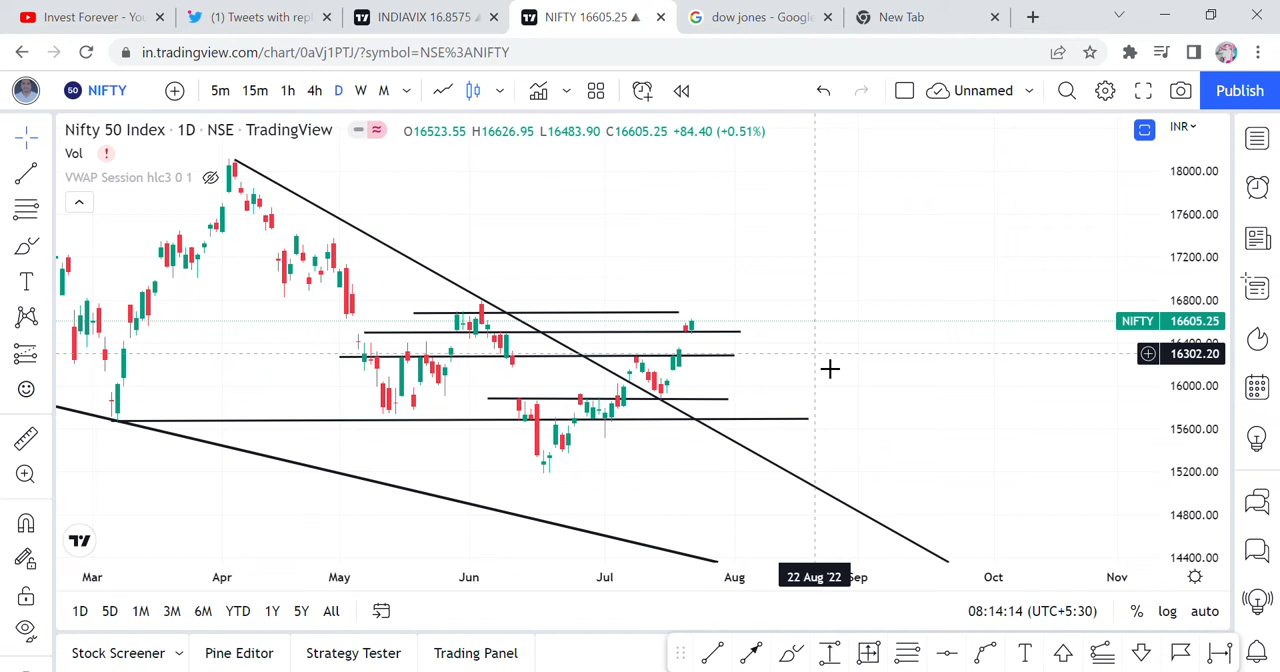 Invest Forever - You
(1) Tweets with repl
INDIAVIX 16.8575
NIFTY 16605.25 ▲
dow jones - Google
New Tab
in.tradingview.com/chart/0aVj1PTJ/?symbol=NSE%3ANIFTY
50 NIFTY 5m 15m 1h 4h D W M Unnamed Publish
Nifty 50 Index · 1D · NSE · TradingView O16523.55 H16626.95 L16483.90 C16605.25 +84.40 (+0.51%) INR
Vol !
VWAP Session hlc3 0 1
18000.00
17600.00
17200.00
16800.00
NIFTY 16605.25
16302.20
16000.00
15600.00
15200.00
14800.00
14400.00
Mar Apr May Jun Jul Aug 22 Aug '22 Sep Oct Nov
1D 5D 1M 3M 6M YTD 1Y 5Y All 08:14:14 (UTC+5:30) % log auto
Stock Screener Pine Editor Strategy Tester Trading Panel T